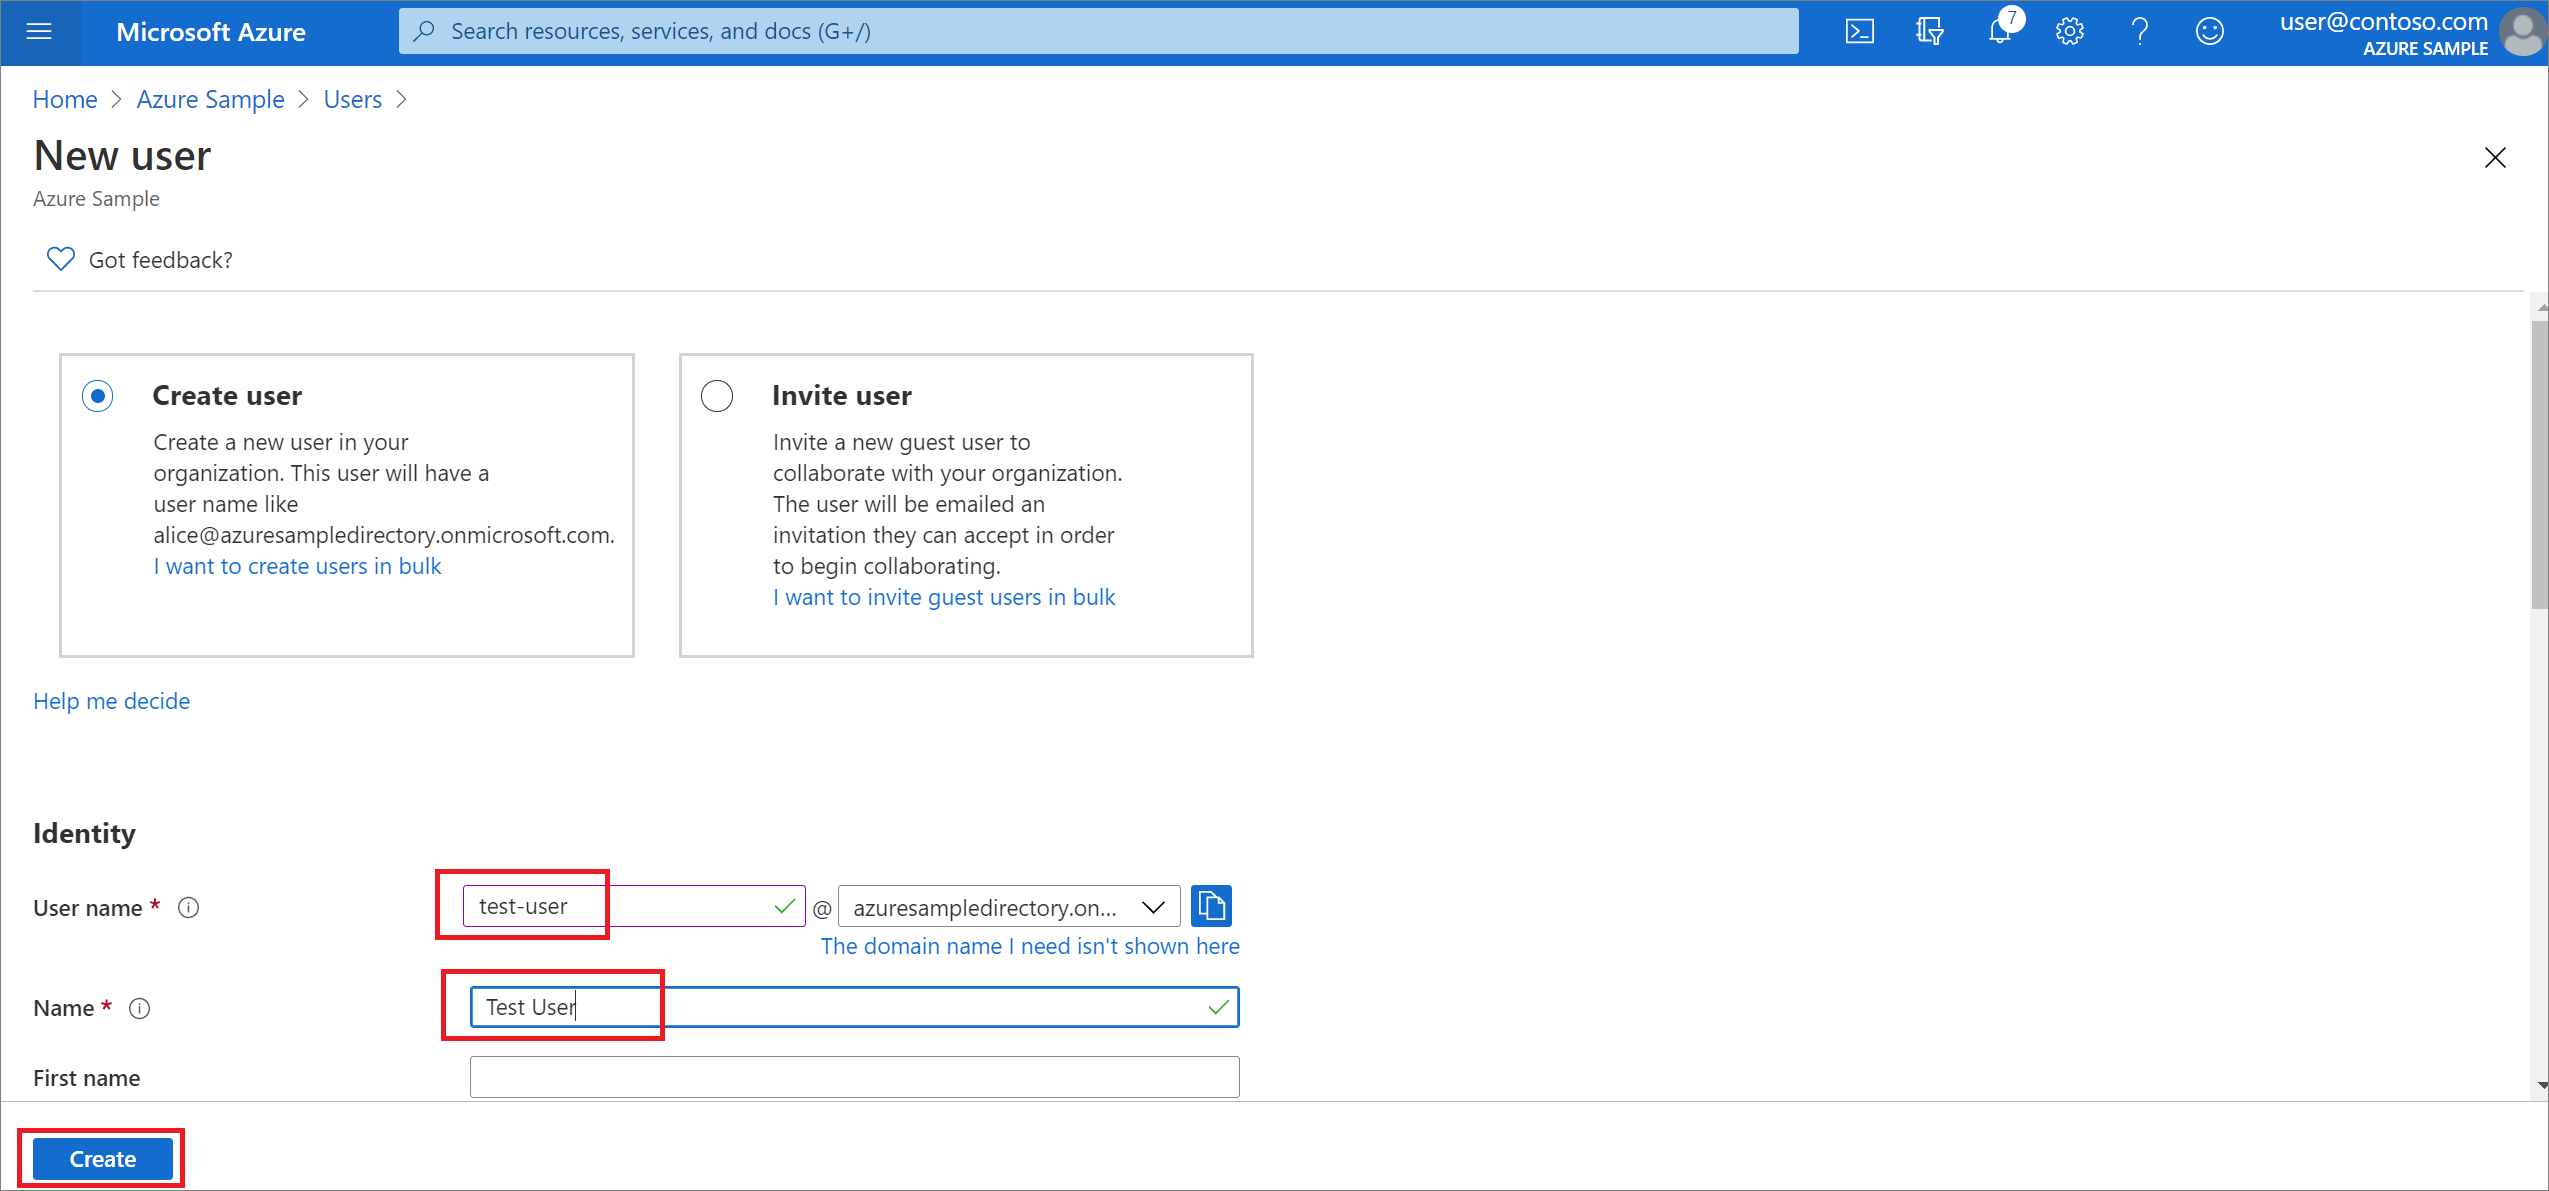 Microsoft Azure
Search resources, services, and docs (G+/)
7
user@contoso.com
AZURE SAMPLE
Home > Azure Sample > Users >
New user
Azure Sample
Got feedback?
Create user
Create a new user in your
organization. This user will have a
user name like
alice@azuresampledirectory.onmicrosoft.com.
I want to create users in bulk
Invite user
Invite a new guest user to
collaborate with your organization.
The user will be emailed an
invitation they can accept in order
to begin collaborating.
I want to invite guest users in bulk
Help me decide
Identity
User name *
test-user
@
azuresampledirectory.on...
The domain name I need isn't shown here
Name *
Test User
First name
Create